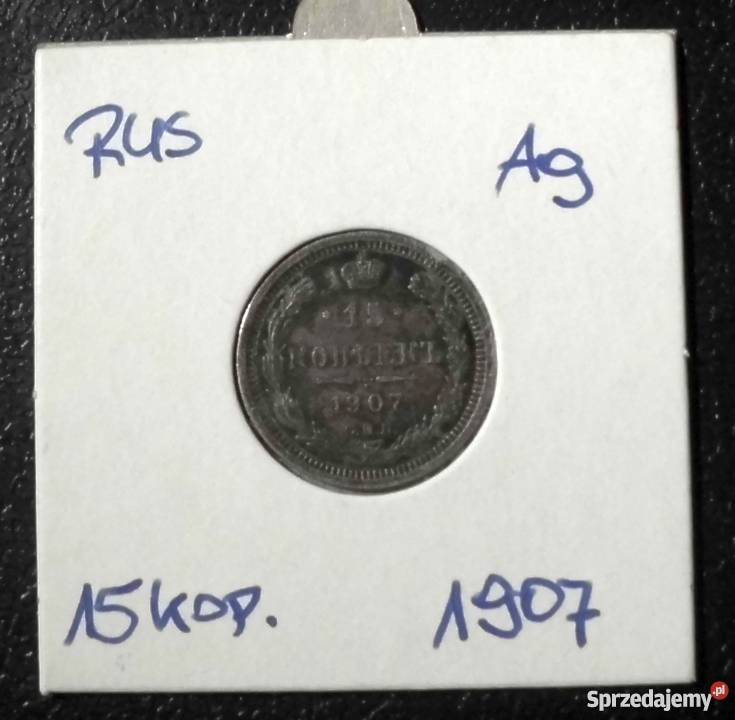 RUS
Ag
·15·
КОПѢЕКЪ
1907
15kop.
1907
Sprzedajemy.pl